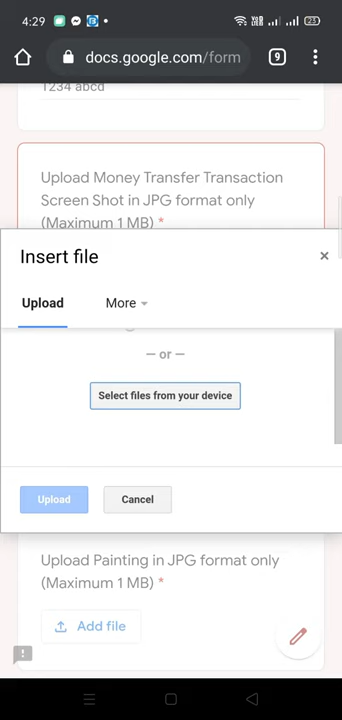 4:29
23
docs.google.com/form
9
1234 abcd
Upload Money Transfer Transaction
Screen Shot in JPG format only
(Maximum 1 MB) *
Insert file
×
Upload
More
— or —
Select files from your device
Upload
Cancel
Upload Painting in JPG format only
(Maximum 1 MB) *
Add file